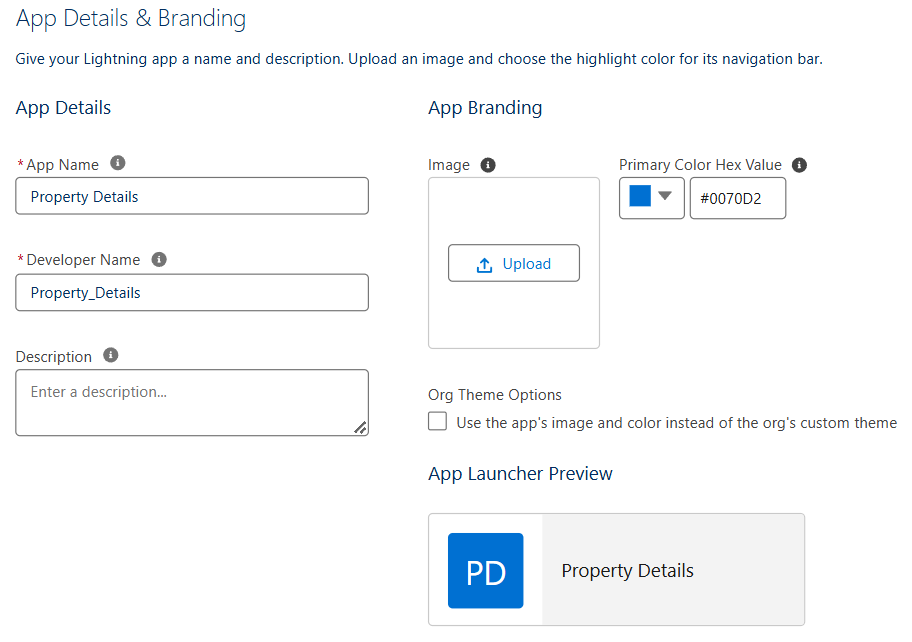 App Details & Branding
Give your Lightning app a name and description. Upload an image and choose the highlight color for its navigation bar.
App Details
* App Name
Property Details
* Developer Name
Property_Details
Description
Enter a description...
App Branding
Image
Upload
Primary Color Hex Value
#0070D2
Org Theme Options
Use the app's image and color instead of the org's custom theme
App Launcher Preview
PD
Property Details